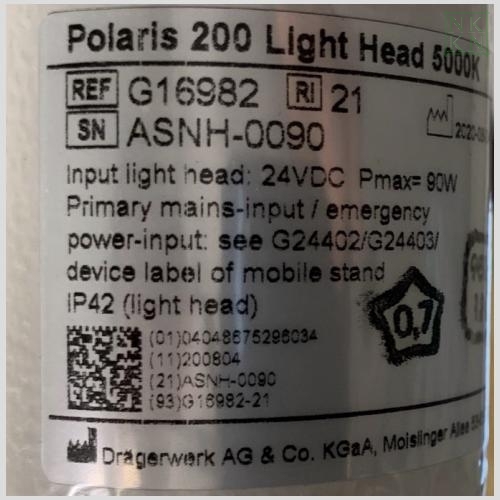 Polaris 200 Light Head 5000K
REF G16982 RI 21
SN ASNH-0090
Input light head: 24VDC Pmax= 90W
Primary mains-input / emergency
power-input: see G24402/G24403/
device label of mobile stand
IP42 (light head)
0,7
(01)04048675296034
(11)200804
(21)ASNH-0090
(93)G16982-21
Drägerwerk AG & Co. KGaA, Moislinger Allee